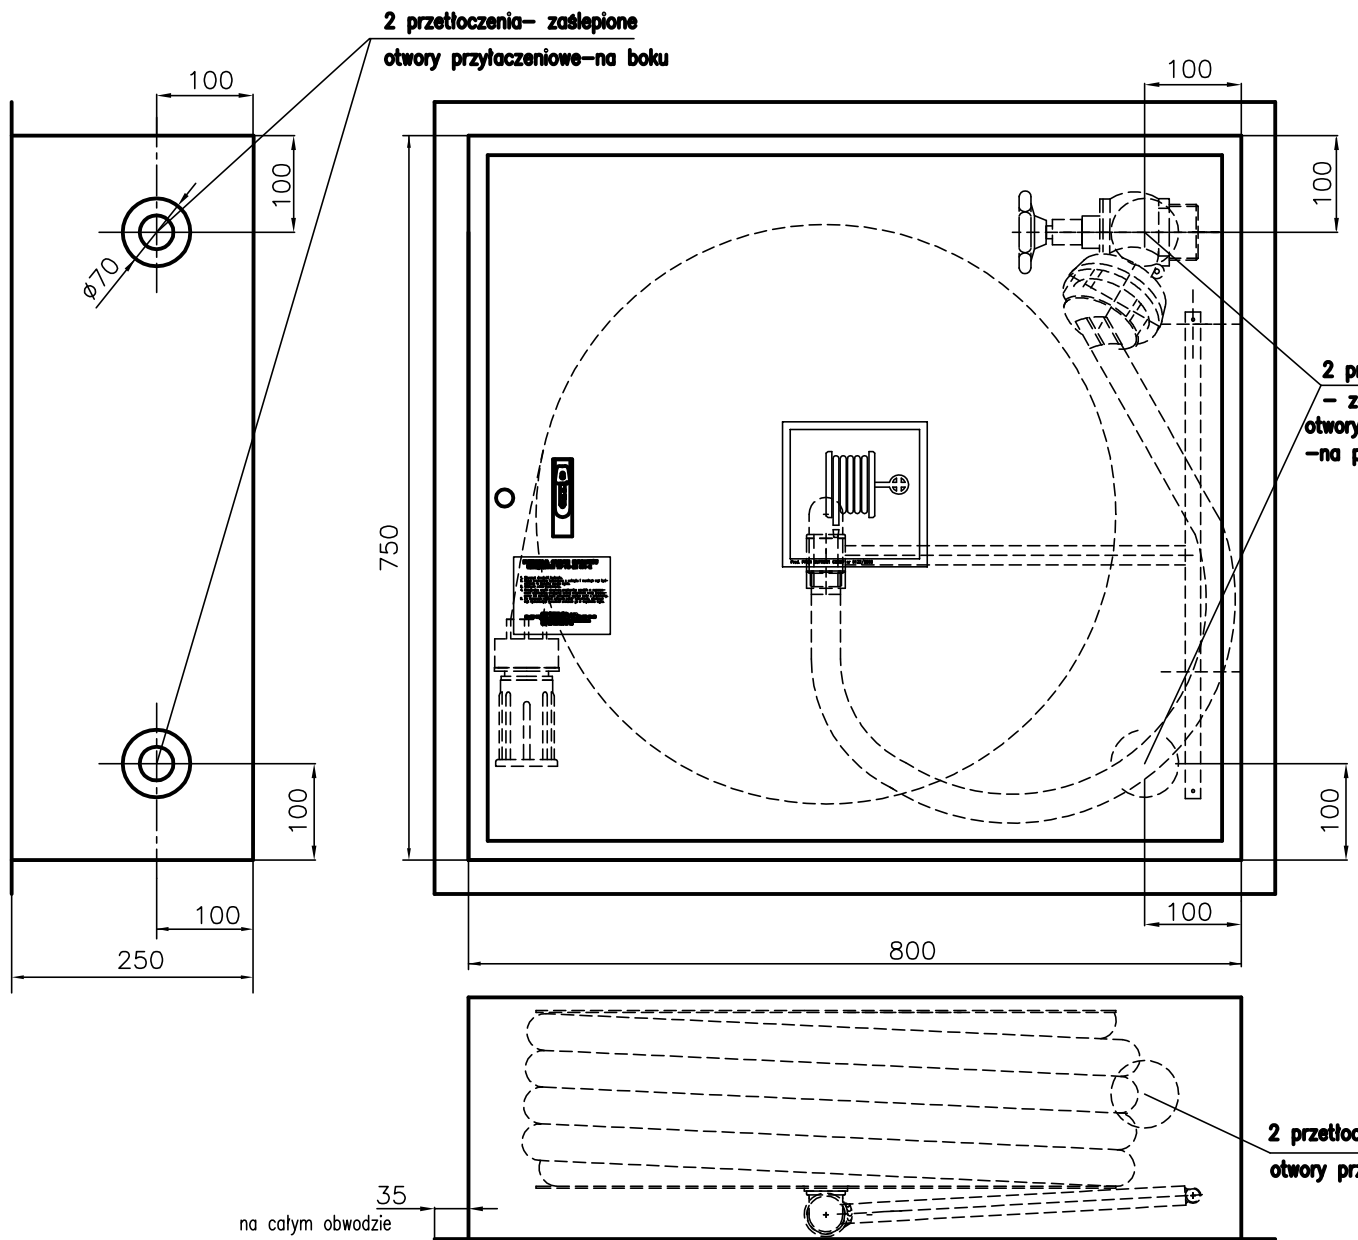 2 przetłoczenia- zaślepione
otwory przyłaczeniowe-na boku
100
100
ø70
100
100
250
100
100
750
2 p
- z
otwory
-na p
100
100
800
35
na całym obwodzie
2 przetłoc
otwory prz